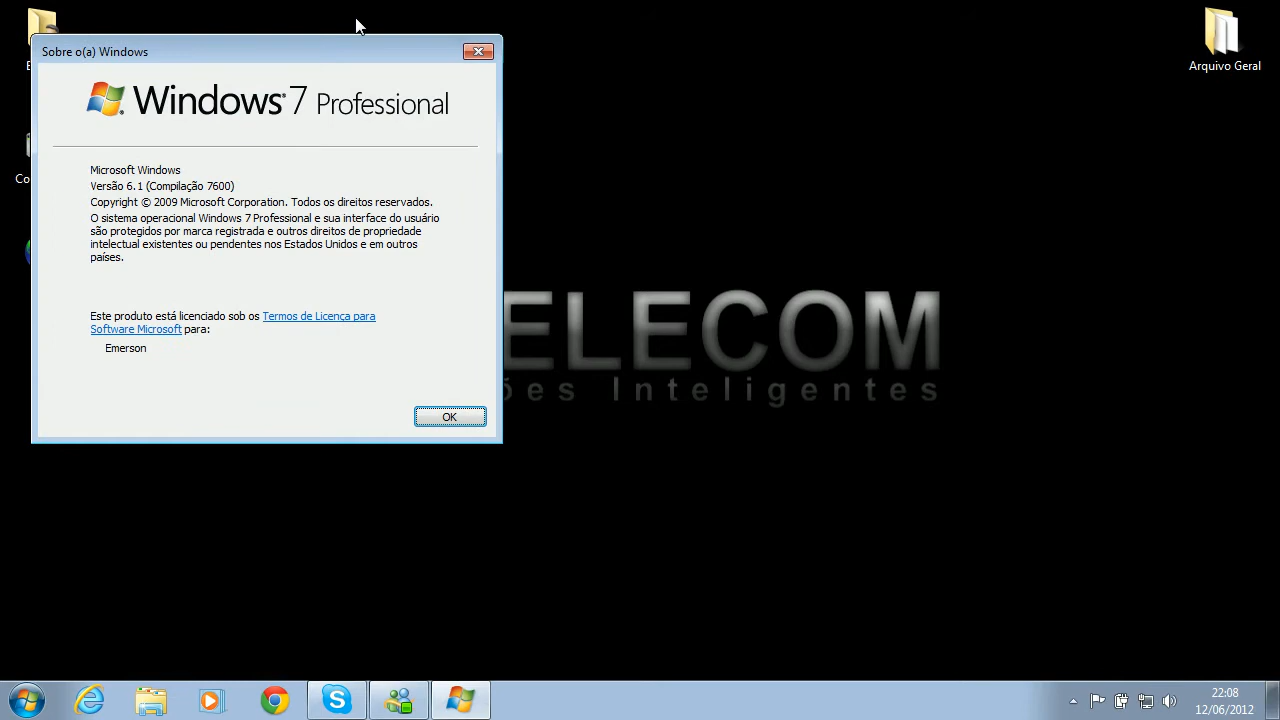 Sobre o(a) Windows
Windows 7 Professional
Microsoft Windows
Versão 6.1 (Compilação 7600)
Copyright © 2009 Microsoft Corporation. Todos os direitos reservados.
O sistema operacional Windows 7 Professional e sua interface do usuário
são protegidos por marca registrada e outros direitos de propriedade
intelectual existentes ou pendentes nos Estados Unidos e em outros
países.
Este produto está licenciado sob os Termos de Licença para
Software Microsoft para:
Emerson
OK
Arquivo Geral
ELECOM
ões Inteligentes
22:08
12/06/2012